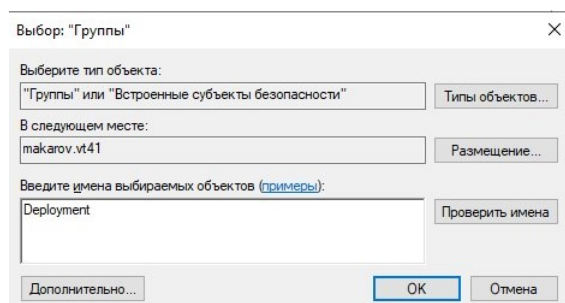 Выбор: "Группы"
Выберите тип объекта:
"Группы" или "Встроенные субъекты безопасности"
Типы объектов...
В следующем месте:
makarov.vt41
Размещение...
Введите имена выбираемых объектов (примеры):
Deployment
Проверить имена
Дополнительно...
OK
Отмена